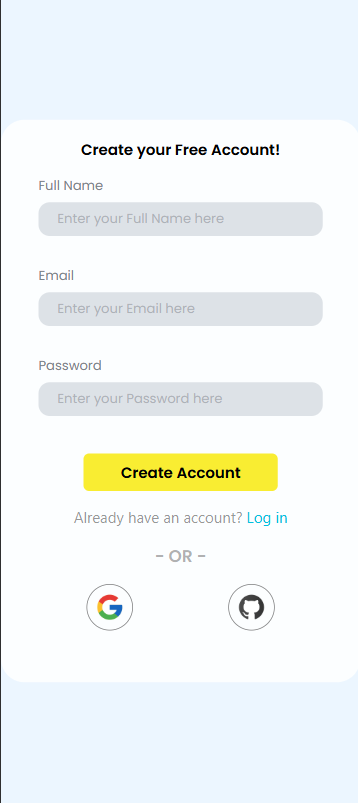 Create your Free Account!
Full Name
Enter your Full Name here
Email
Enter your Email here
Password
Enter your Password here
Create Account
Already have an account? Log in
- OR -